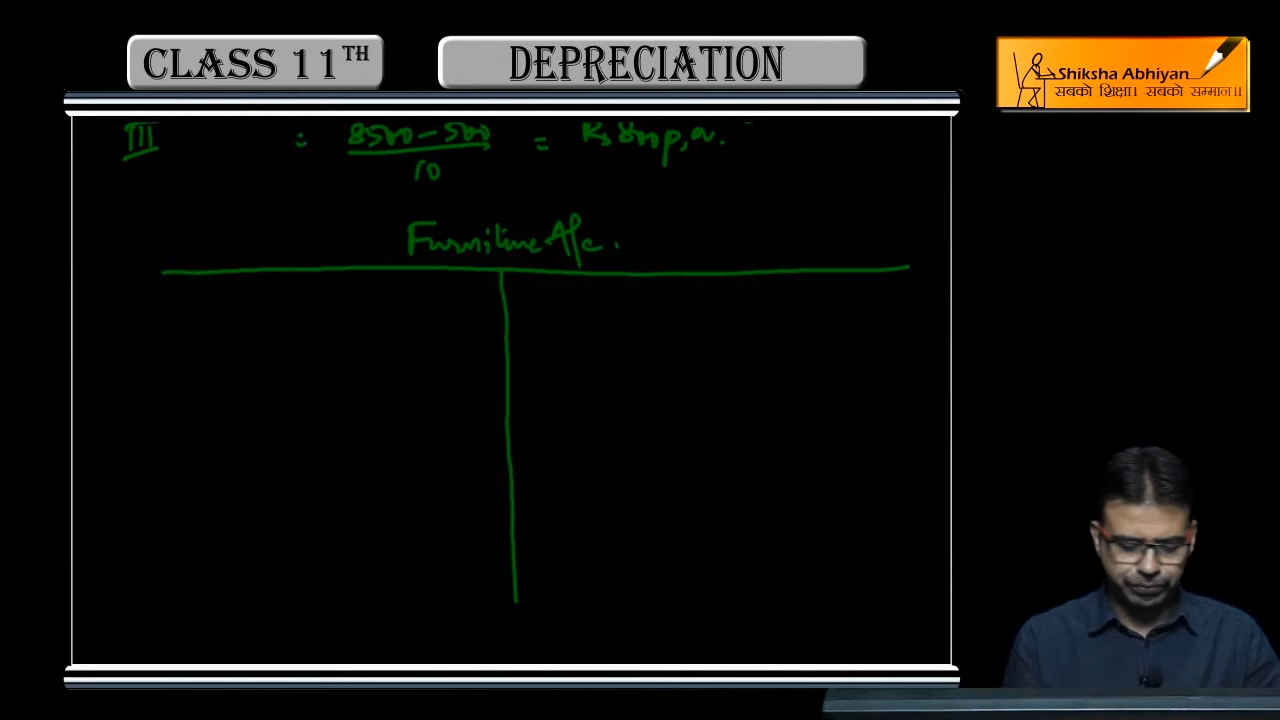 CLASS 11TH
DEPRECIATION
Shiksha Abhiyan
सबको शिक्षा। सबको सम्मान।।
III : 8500-500 / 10 = Rs 800 p.a.
Furniture A/c.